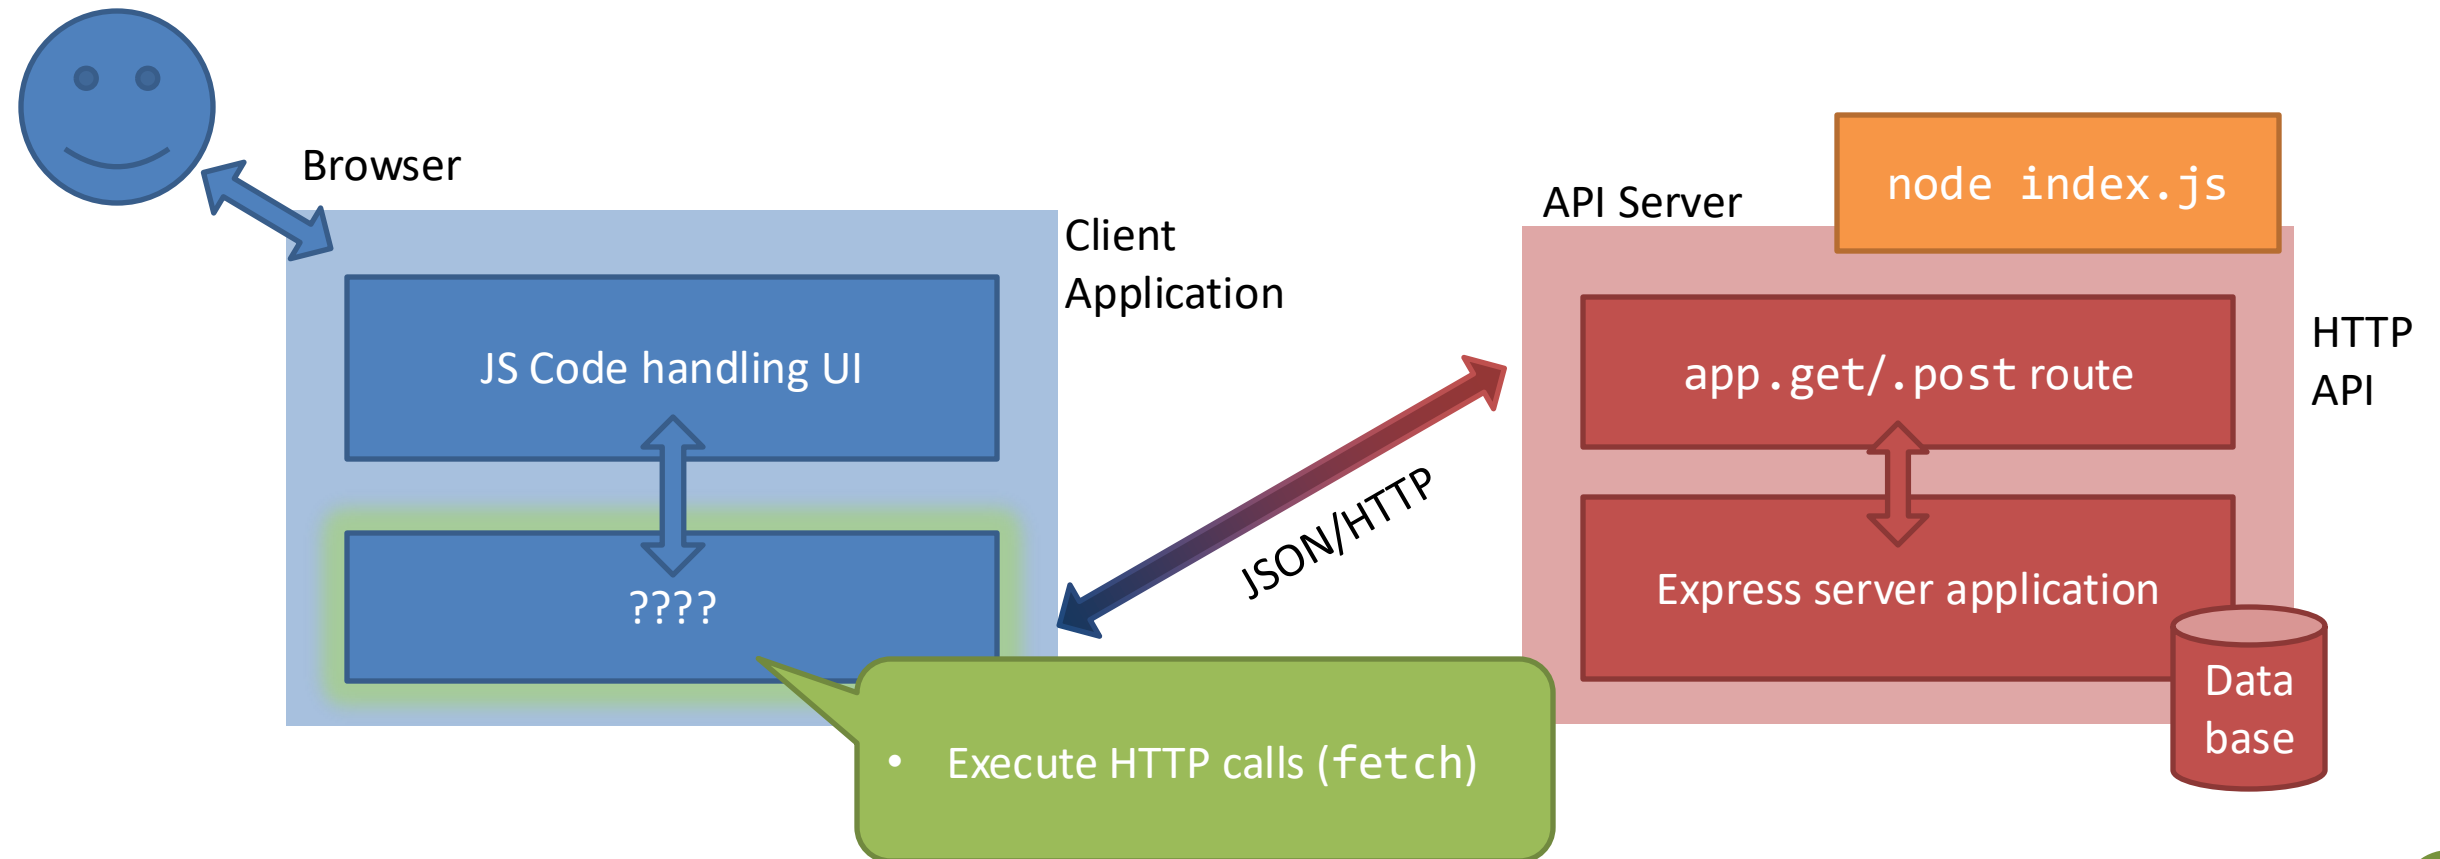 Browser
Client
Application
JS Code handling UI
????
• Execute HTTP calls (fetch)
JSON/HTTP
API Server
node index.js
app.get/.post route
Express server application
Data
base
HTTP
API